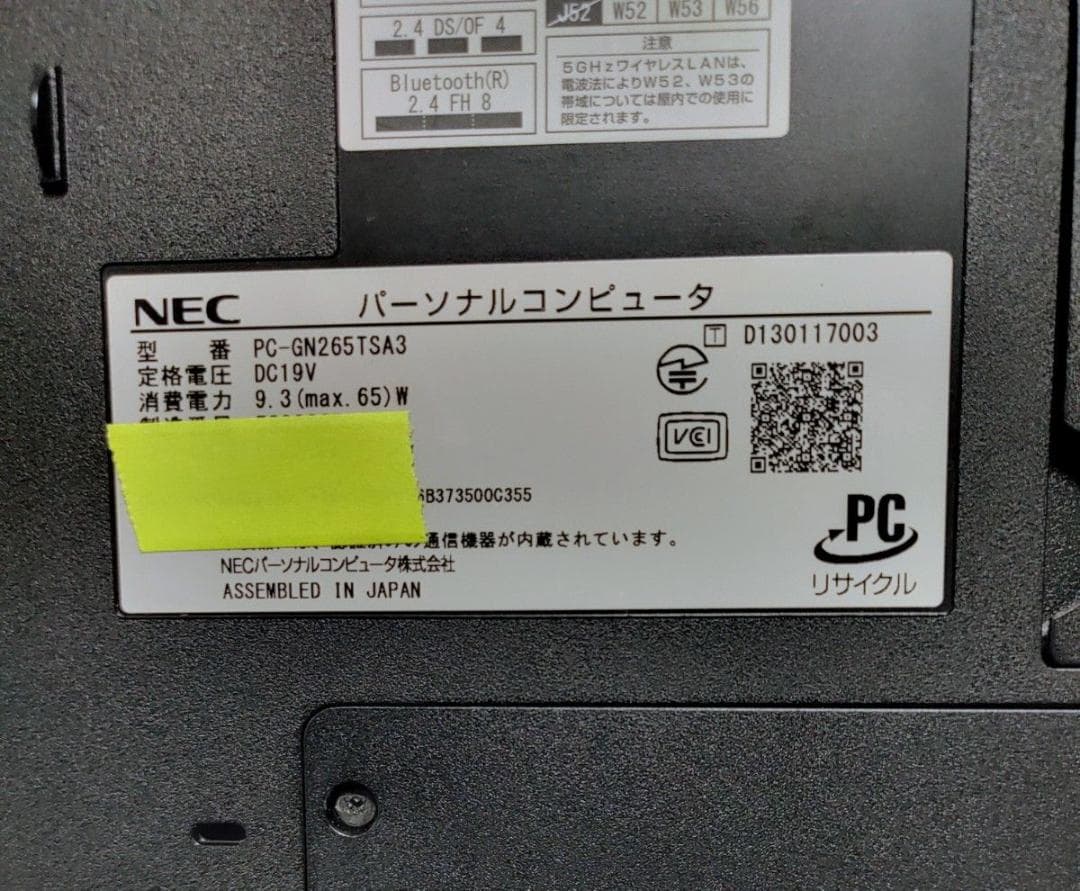 2.4 DS/OF 4
J52 W52 W53 W56
Bluetooth(R)
2.4 FH 8
注意
5GHzワイヤレスLANは、
電波法によりW52、W53の
帯域については屋内での使用に
限定されます。
NEC パーソナルコンピュータ
型 番 PC-GN265TSA3
定格電圧 DC19V
消費電力 9.3(max.65)W
T D130117003
VCCI
6B373500C355
通信機器が内蔵されています。
NECパーソナルコンピュータ株式会社
ASSEMBLED IN JAPAN
PC
リサイクル